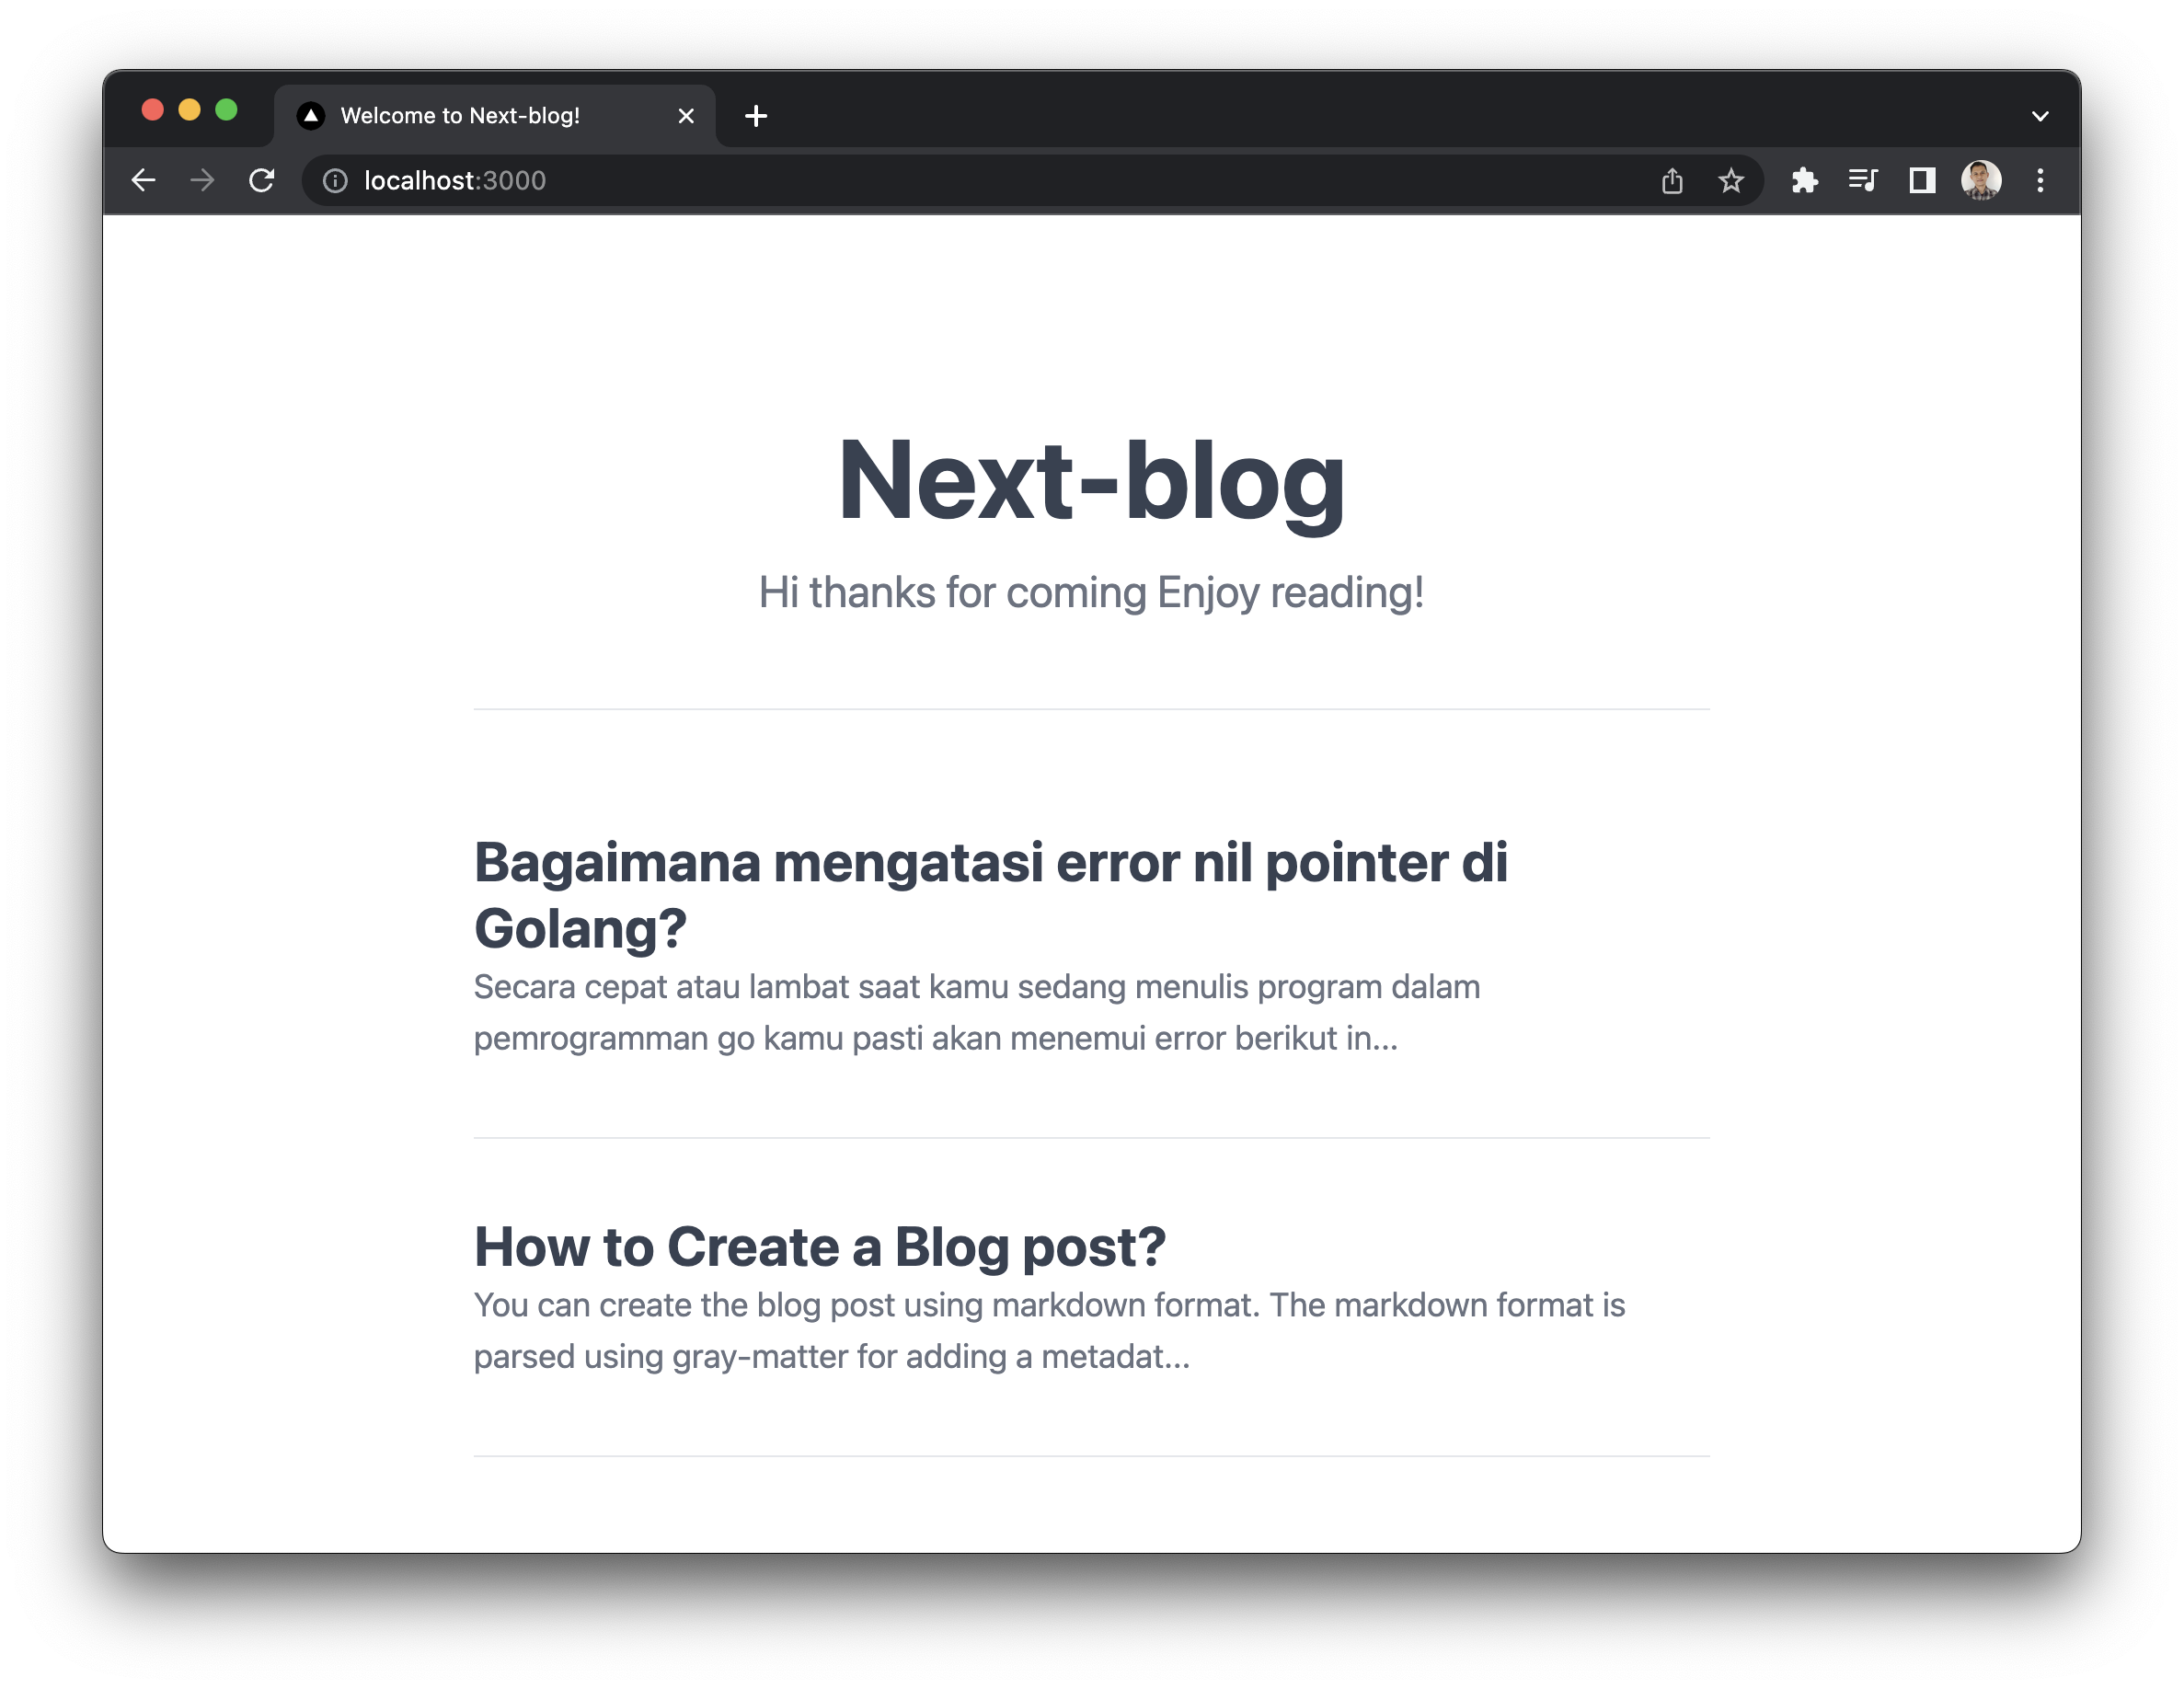 Welcome to Next-blog!
localhost:3000
Next-blog
Hi thanks for coming Enjoy reading!
Bagaimana mengatasi error nil pointer di
Golang?
Secara cepat atau lambat saat kamu sedang menulis program dalam
pemrogramman go kamu pasti akan menemui error berikut in...
How to Create a Blog post?
You can create the blog post using markdown format. The markdown format is
parsed using gray-matter for adding a metadat...